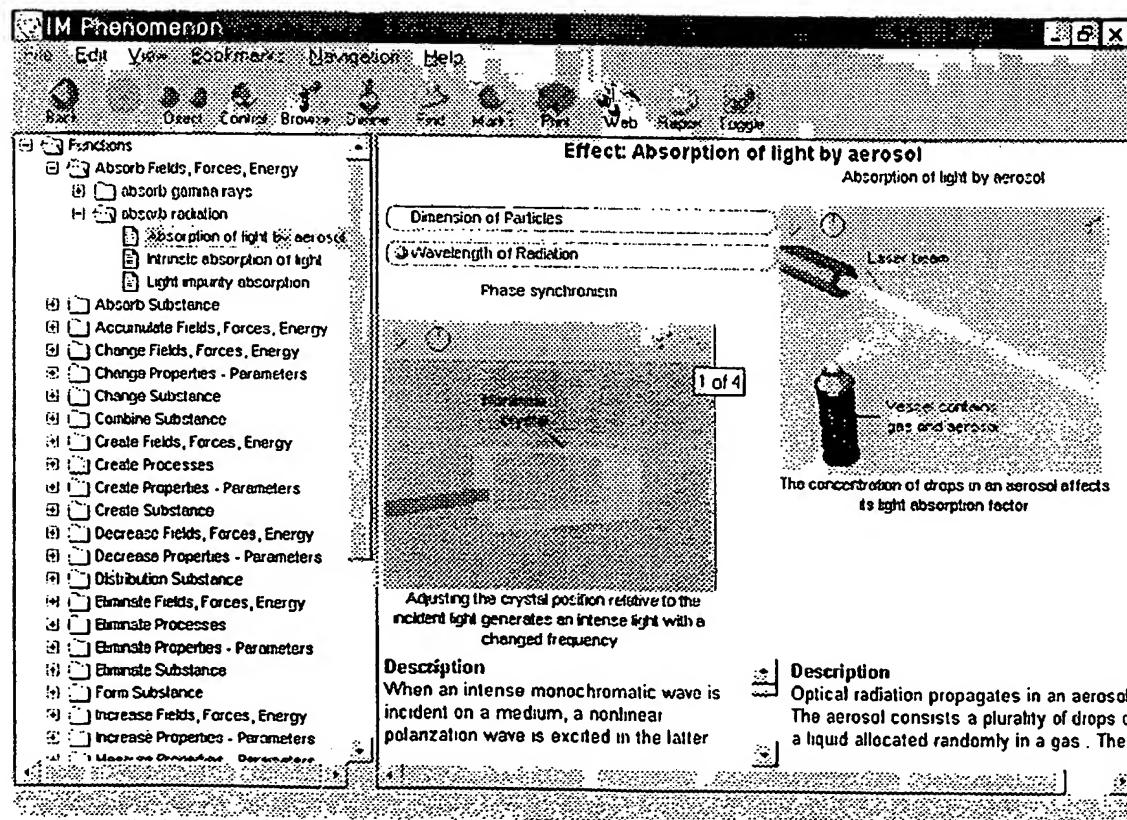 IM Phenomenon
Edit View Bookmarks Navigation Help
Back Direct Control Browse Find Mark Print Web Toggle
Functions
Absorb Fields, Forces, Energy
absorb gamma rays
absorb radiation
Absorption of light by aerosol
Intrinsic absorption of light
Light impurity absorption
Absorb Substance
Accumulate Fields, Forces, Energy
Change Fields, Forces, Energy
Change Properties - Parameters
Change Substance
Combine Substance
Create Fields, Forces, Energy
Create Processes
Create Properties - Parameters
Create Substance
Decrease Fields, Forces, Energy
Decrease Properties - Parameters
Distribution Substance
Eliminate Fields, Forces, Energy
Eliminate Processes
Eliminate Properties - Parameters
Eliminate Substance
Form Substance
Increase Fields, Forces, Energy
Increase Properties - Parameters
Effect: Absorption of light by aerosol
Dimension of Particles
Wavelength of Radiation
Phase synchronism
Nonlinear
crystal
1 of 4
Adjusting the crystal position relative to the
incident light generates an intense light with a
changed frequency
Description
When an intense monochromatic wave is
incident on a medium, a nonlinear
polarization wave is excited in the latter
Absorption of light by aerosol
Laser beam
Vessel contains
gas and aerosol
The concentration of drops in an aerosol affects
its light absorption factor
Description
Optical radiation propagates in an aerosol
The aerosol consists a plurality of drops
a liquid allocated randomly in a gas . The